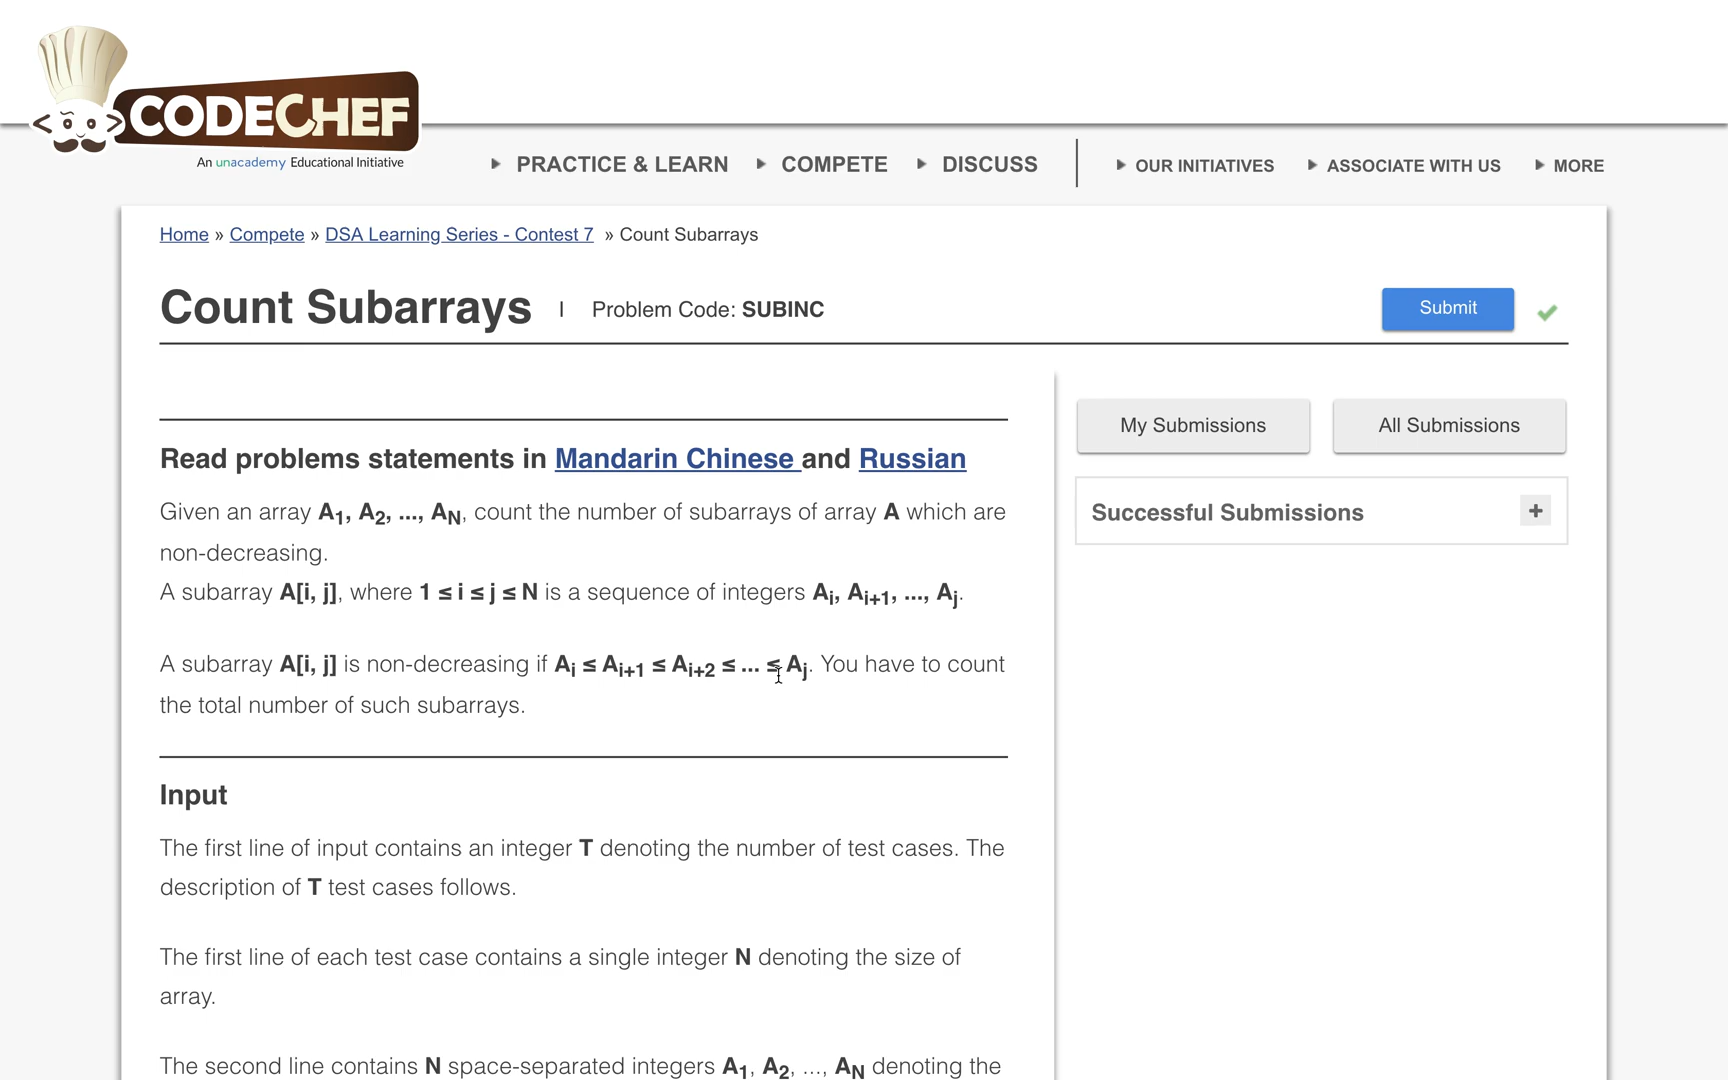 CODECHEF
An unacademy Educational Initiative
PRACTICE & LEARN COMPETE DISCUSS OUR INITIATIVES ASSOCIATE WITH US MORE
Home » Compete » DSA Learning Series - Contest 7 » Count Subarrays
Count Subarrays | Problem Code: SUBINC Submit
My Submissions All Submissions
Successful Submissions +
Read problems statements in Mandarin Chinese and Russian
Given an array A1, A2, ..., AN, count the number of subarrays of array A which are
non-decreasing.
A subarray A[i, j], where 1 ≤ i ≤ j ≤ N is a sequence of integers Ai, Ai+1, ..., Aj.
A subarray A[i, j] is non-decreasing if Ai ≤ Ai+1 ≤ Ai+2 ≤ ... ≤ Aj. You have to count
the total number of such subarrays.
Input
The first line of input contains an integer T denoting the number of test cases. The
description of T test cases follows.
The first line of each test case contains a single integer N denoting the size of
array.
The second line contains N space-separated integers A1, A2, ..., AN denoting the